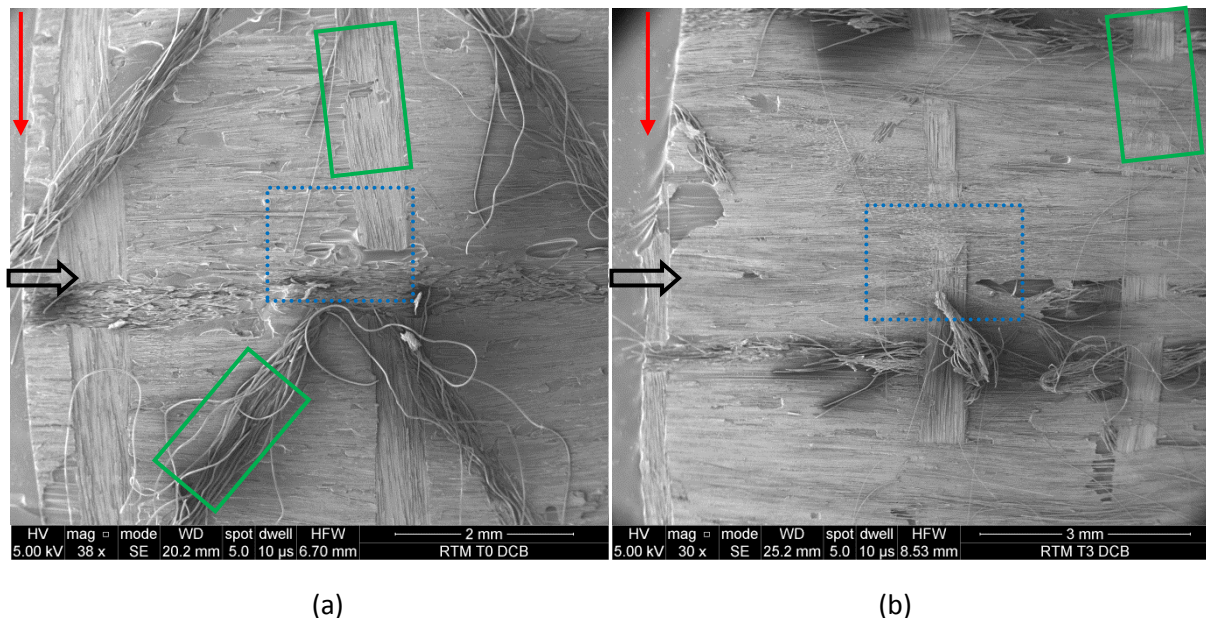 HV mag □ mode WD spot dwell HFW 2 mm
5.00 kV 38 x SE 20.2 mm 5.0 10 µs 6.70 mm RTM T0 DCB
HV mag □ mode WD spot dwell HFW 3 mm
5.00 kV 30 x SE 25.2 mm 5.0 10 µs 8.53 mm RTM T3 DCB
(a)
(b)